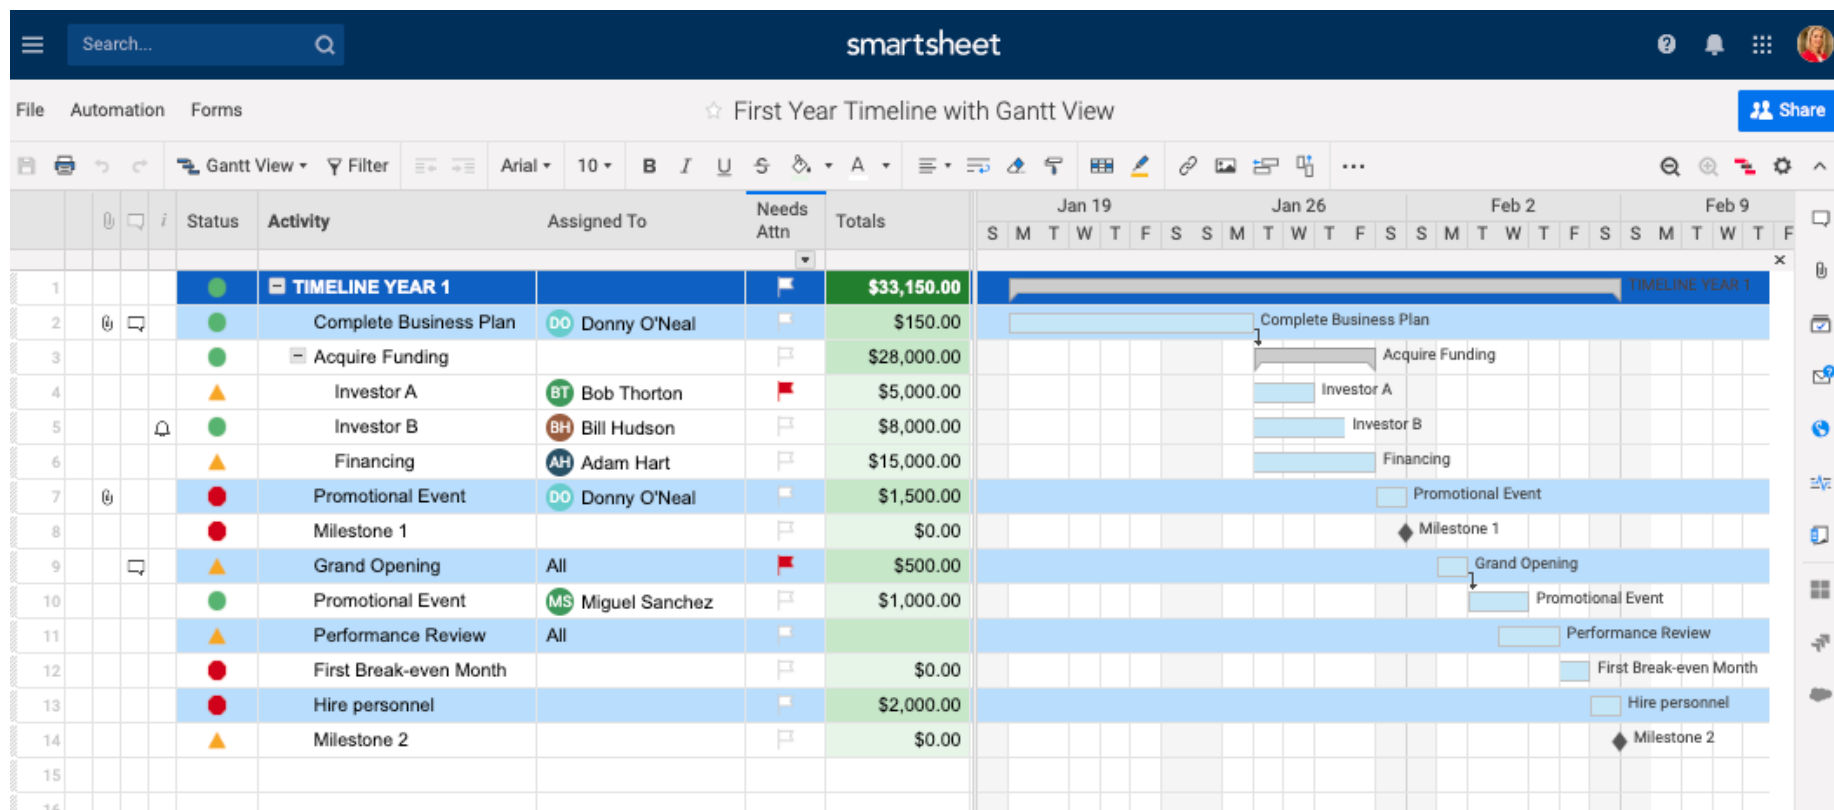 Search...
smartsheet
File Automation Forms
First Year Timeline with Gantt View
Share
Gantt View Filter Arial 10 B I U S A
Status Activity Assigned To Needs Attn Totals
Jan 19 Jan 26 Feb 2 Feb 9
S M T W T F S S M T W T F S S M T W T F S S M T W T F
1 TIMELINE YEAR 1 $33,150.00 TIMELINE YEAR 1
2 Complete Business Plan DO Donny O'Neal $150.00 Complete Business Plan
3 Acquire Funding $28,000.00 Acquire Funding
4 Investor A BT Bob Thorton $5,000.00 Investor A
5 Investor B BH Bill Hudson $8,000.00 Investor B
6 Financing AH Adam Hart $15,000.00 Financing
7 Promotional Event DO Donny O'Neal $1,500.00 Promotional Event
8 Milestone 1 $0.00 Milestone 1
9 Grand Opening All $500.00 Grand Opening
10 Promotional Event MS Miguel Sanchez $1,000.00 Promotional Event
11 Performance Review All Performance Review
12 First Break-even Month $0.00 First Break-even Month
13 Hire personnel $2,000.00 Hire personnel
14 Milestone 2 $0.00 Milestone 2
15
16